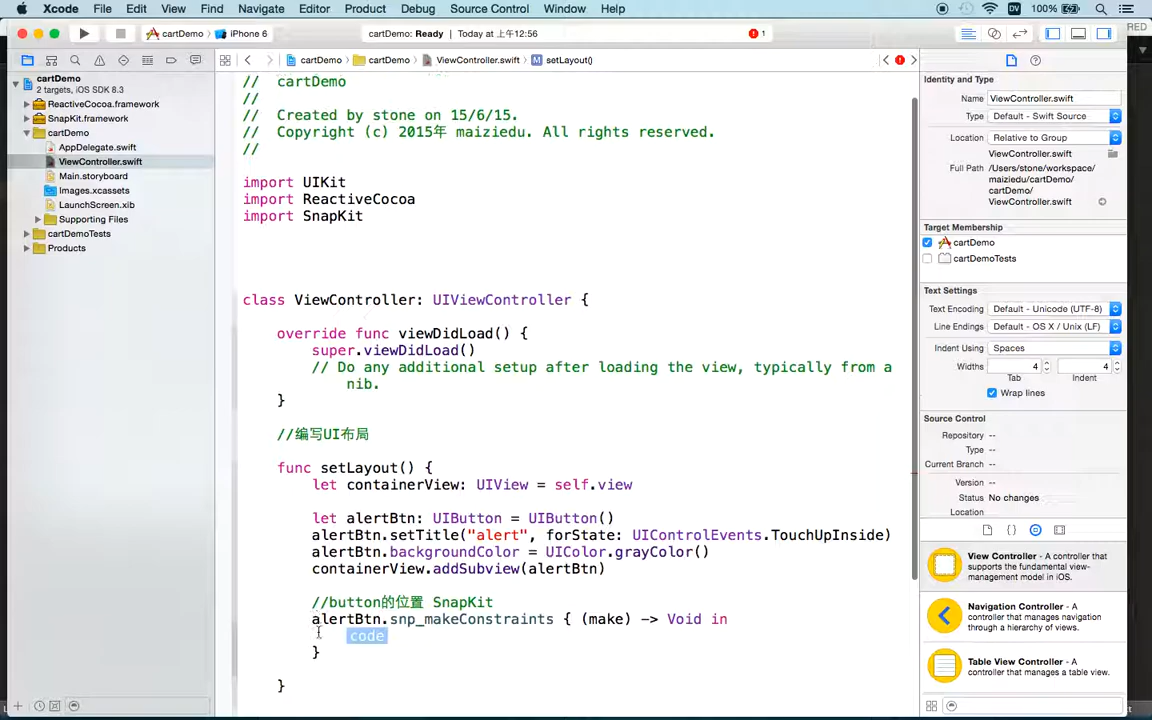 Xcode File Edit View Find Navigate Editor Product Debug Source Control Window Help 100%
cartDemo iPhone 6
cartDemo: Ready Today at 上午12:56
1
RED
cartDemo cartDemo ViewController.swift M setLayout()
cartDemo
2 targets, iOS SDK 8.3
ReactiveCocoa.framework
SnapKit.framework
cartDemo
AppDelegate.swift
ViewController.swift
Main.storyboard
Images.xcassets
LaunchScreen.xib
Supporting Files
cartDemoTests
Products
// cartDemo
//
// Created by stone on 15/6/15.
// Copyright (c) 2015年 maiziedu. All rights reserved.
//
import UIKit
import ReactiveCocoa
import SnapKit
class ViewController: UIViewController {
override func viewDidLoad() {
super.viewDidLoad()
// Do any additional setup after loading the view, typically from a
nib.
}
//编写UI布局
func setLayout() {
let containerView: UIView = self.view
let alertBtn: UIButton = UIButton()
alertBtn.setTitle("alert", forState: UIControlEvents.TouchUpInside)
alertBtn.backgroundColor = UIColor.grayColor()
containerView.addSubview(alertBtn)
//button的位置 SnapKit
alertBtn.snp_makeConstraints { (make) -> Void in
code
}
}
Identity and Type
Name ViewController.swift
Type Default - Swift Source
Location Relative to Group
ViewController.swift
Full Path /Users/stone/workspace/
maiziedu/cartDemo/
cartDemo/
ViewController.swift
Target Membership
cartDemo
cartDemoTests
Text Settings
Text Encoding Default - Unicode (UTF-8)
Line Endings Default - OS X / Unix (LF)
Indent Using Spaces
Widths 4 4
Tab Indent
Wrap lines
Source Control
Repository --
Type --
Current Branch --
Version --
Status No changes
Location
View Controller - A
controller that supports the fundamental view-
management model in iOS.
Navigation Controller - A
controller that manages navigation
through a hierarchy of views.
Table View Controller - A
controller that manages a table view.